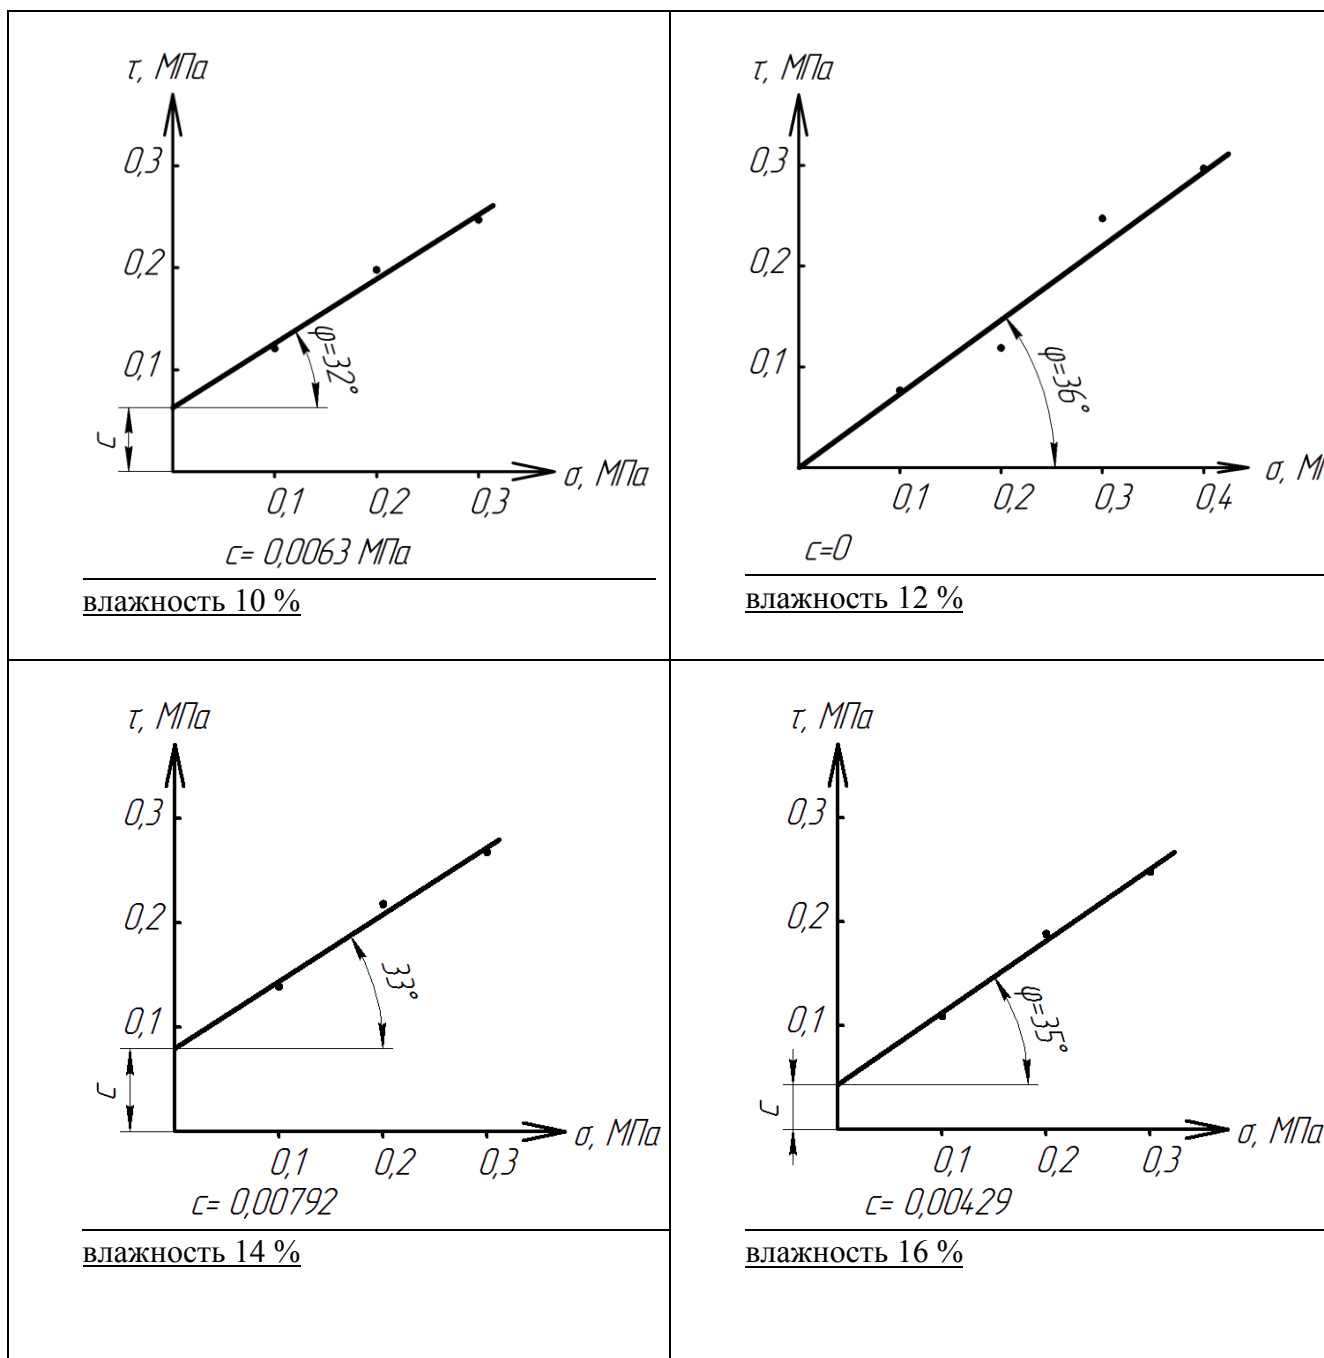 τ, МПа
0,3
0,2
0,1
φ=32°
c
σ, МПа
0,1 0,2 0,3
c= 0,0063 МПа
влажность 10 %
τ, МПа
0,3
0,2
0,1
φ=36°
σ, МП
0,1 0,2 0,3 0,4
c=0
влажность 12 %
τ, МПа
0,3
0,2
0,1
33°
c
σ, МПа
0,1 0,2 0,3
c= 0,00792
влажность 14 %
τ, МПа
0,3
0,2
0,1
φ=35°
c
σ, МПа
0,1 0,2 0,3
c= 0,00429
влажность 16 %